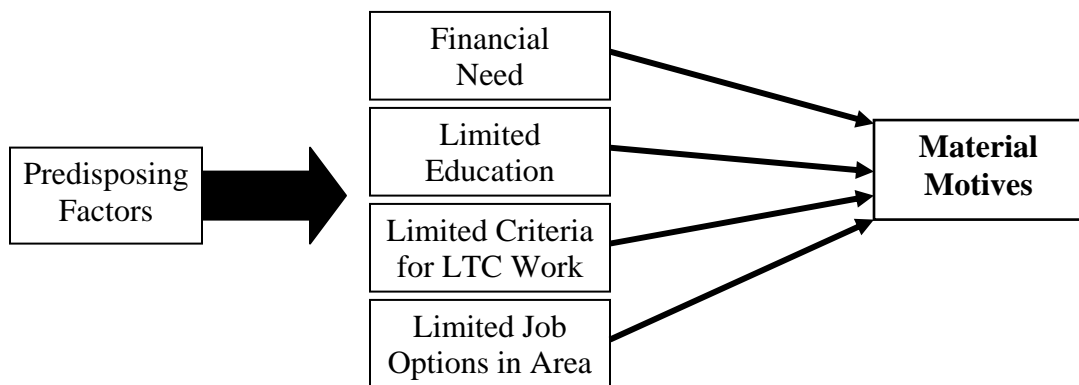 Predisposing
Factors
Financial
Need
Limited
Education
Limited Criteria
for LTC Work
Limited Job
Options in Area
Material
Motives